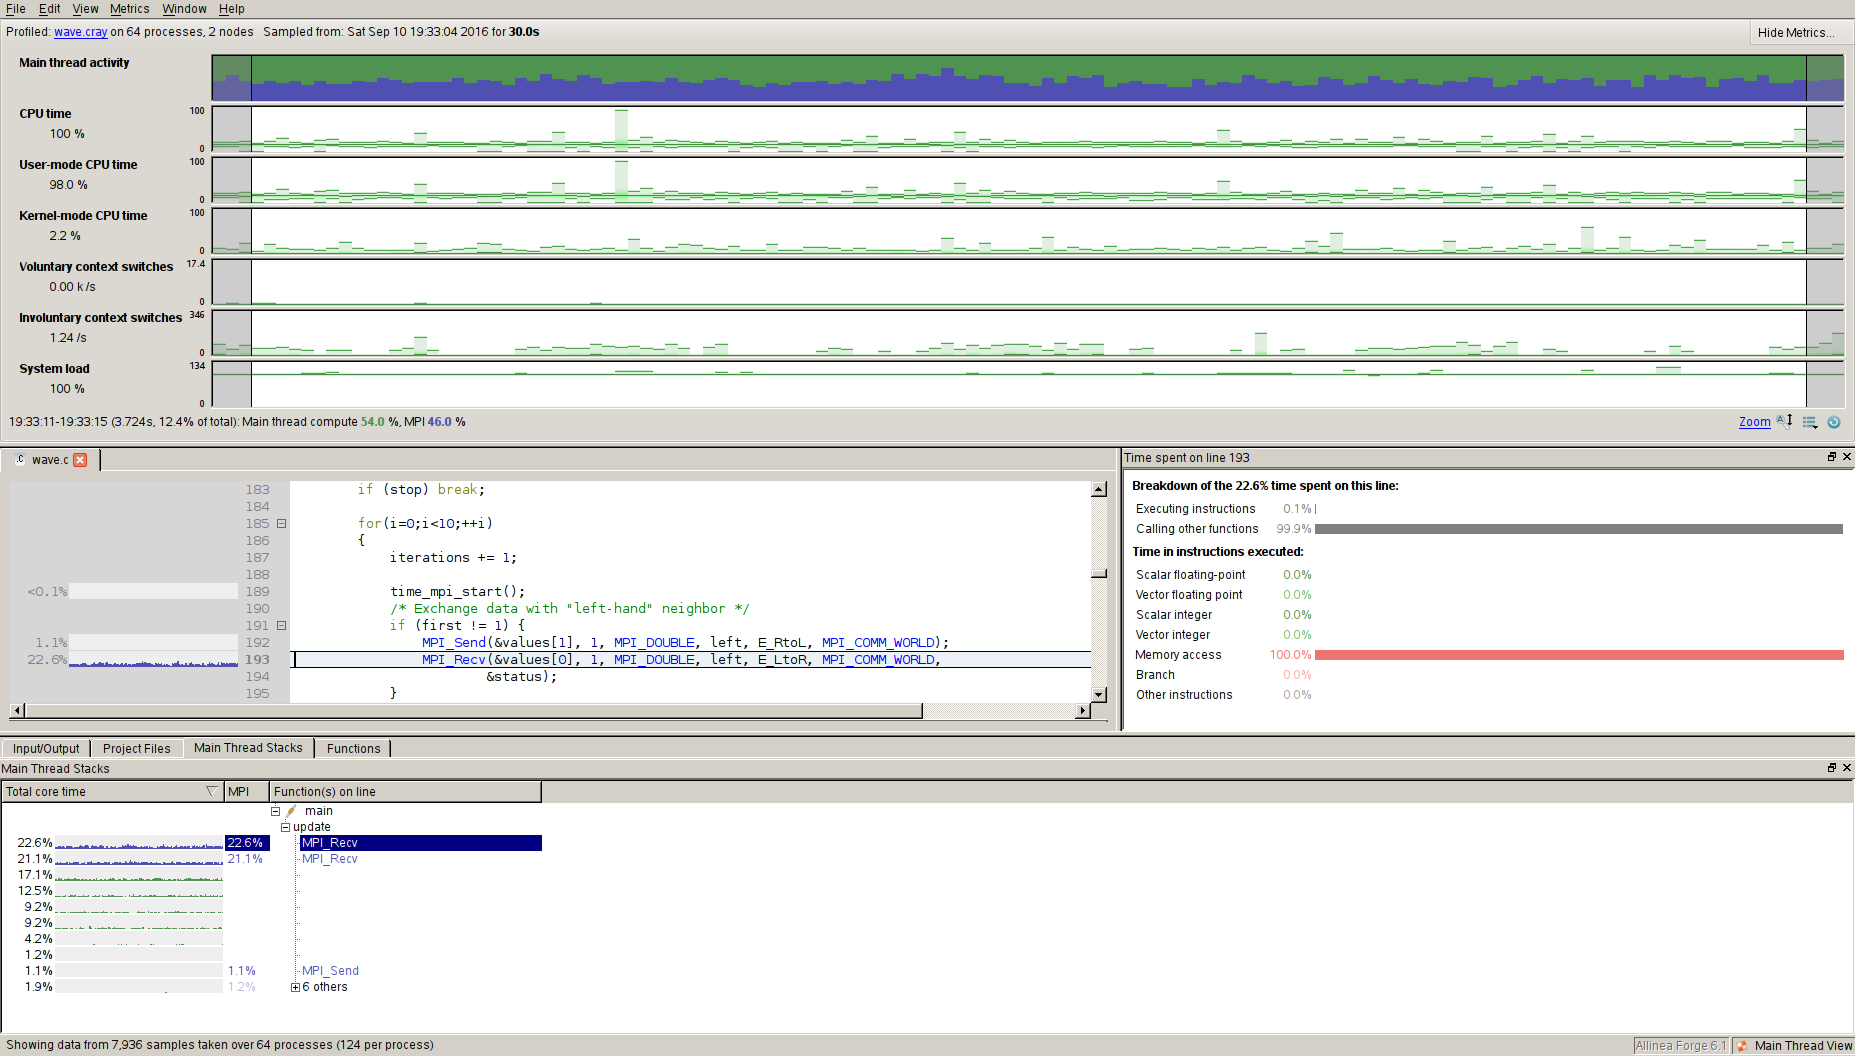 File Edit View Metrics Window Help
Profiled: wave.cray on 64 processes, 2 nodes Sampled from: Sat Sep 10 19:33:04 2016 for 30.0s
Hide Metrics...
Main thread activity
CPU time 100
100 %
0
User-mode CPU time 100
98.0 %
0
Kernel-mode CPU time 100
2.2 %
0
Voluntary context switches 17.4
0.00 k/s
0
Involuntary context switches 346
1.24 /s
0
System load 134
100 %
0
19:33:11-19:33:15 (3.724s, 12.4% of total): Main thread compute 54.0 %, MPI 46.0 %
Zoom
wave.c
183 if (stop) break;
184
185 for(i=0;i<10;++i)
186 {
187 iterations += 1;
188
<0.1% 189 time_mpi_start();
190 /* Exchange data with "left-hand" neighbor */
191 if (first != 1) {
1.1% 192 MPI_Send(&values[1], 1, MPI_DOUBLE, left, E_RtoL, MPI_COMM_WORLD);
22.6% 193 MPI_Recv(&values[0], 1, MPI_DOUBLE, left, E_LtoR, MPI_COMM_WORLD,
194 &status);
195 }
Time spent on line 193
Breakdown of the 22.6% time spent on this line:
Executing instructions 0.1%
Calling other functions 99.9%
Time in instructions executed:
Scalar floating-point 0.0%
Vector floating point 0.0%
Scalar integer 0.0%
Vector integer 0.0%
Memory access 100.0%
Branch 0.0%
Other instructions 0.0%
Input/Output Project Files Main Thread Stacks Functions
Main Thread Stacks
Total core time MPI Function(s) on line
main
update
22.6% 22.6% MPI_Recv
21.1% 21.1% MPI_Recv
17.1%
12.5%
9.2%
9.2%
4.2%
1.2%
1.1% 1.1% MPI_Send
1.9% 1.2% 6 others
Showing data from 7,936 samples taken over 64 processes (124 per process)
Allinea Forge 6.1 Main Thread View